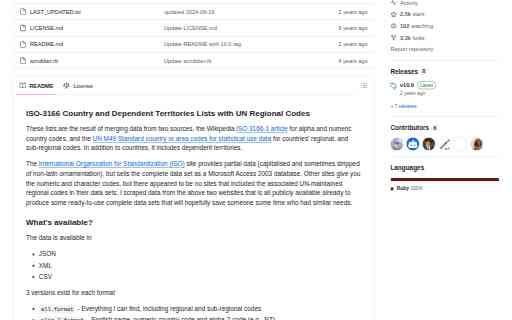 LAST_UPDATED.txt updated 2024-06-19 2 years ago
LICENSE.md Update LICENSE.md
README.md Update README with 10.0 tag 2 years ago
scrubber.rb Update scrubber.rb 4 years ago
README License
ISO-3166 Country and Dependent Territories Lists with UN Regional Codes
These lists are the result of merging data from two sources, the Wikipedia ISO 3166-1 article for alpha and numeric
country codes, and the UN M49 Standard country or area codes for statistical use data for countries' regional, and
sub-regional codes. In addition to countries, it includes dependent territories.
The International Organization for Standardization (ISO) site provides partial data (capitalised and sometimes stripped
of non-latin ornamentation), but sells the complete data set as a Microsoft Access 2003 database. Other sites give you
the numeric and character codes, but there appeared to be no sites that included the associated UN-maintained
regional codes in their data sets. I scraped data from the above two websites that is all publicly available already to
produce some ready-to-use complete data sets that will hopefully save someone some time who had similar needs.
What's available?
The data is available in
JSON
XML
CSV
3 versions exist for each format
all.format - Everything I can find, including regional and sub-regional codes
Activity
2.5k stars
102 watching
forks
Report repository
Releases 8
v10.0 Latest
2 years ago
+ 7 releases
Contributors 6
Languages
Ruby 100%